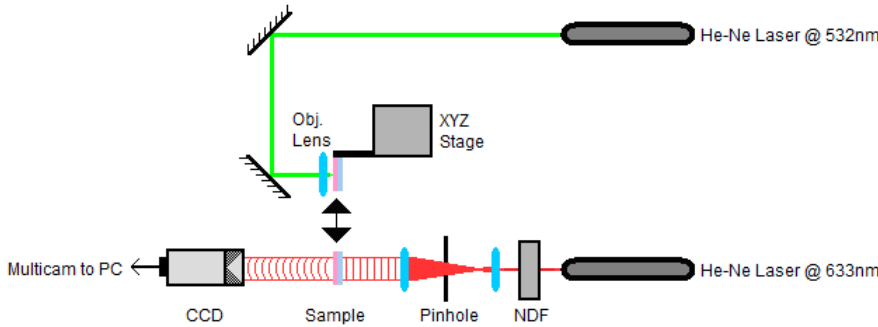 He-Ne Laser @ 532nm
Obj.
Lens
XYZ
Stage
Multicam to PC
He-Ne Laser @ 633nm
CCD
Sample
Pinhole
NDF